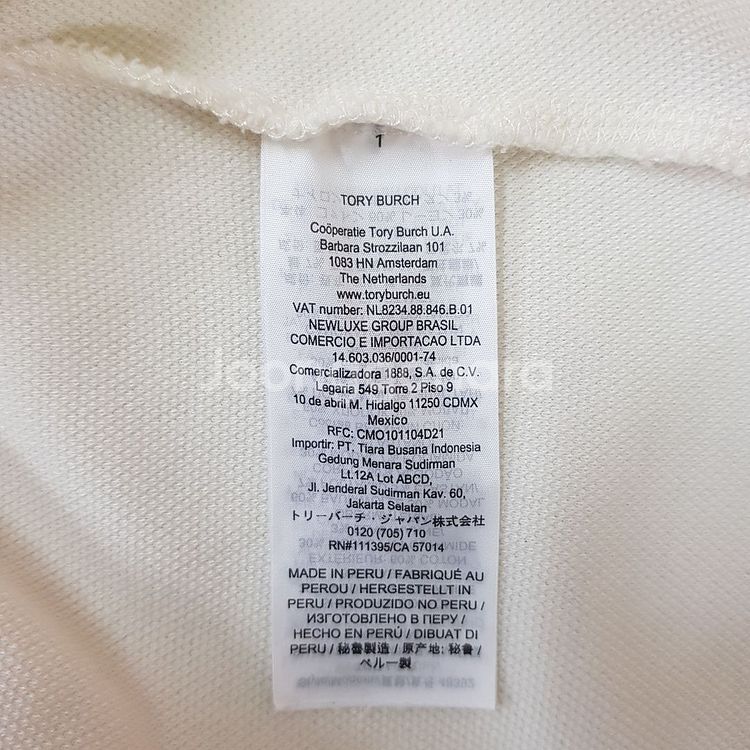 1
TORY BURCH
Coöperatie Tory Burch U.A.
Barbara Strozzilaan 101
1083 HN Amsterdam
The Netherlands
www.toryburch.eu
VAT number: NL8234.88.846.B.01
NEWLUXE GROUP BRASIL
COMERCIO E IMPORTACAO LTDA
14.603.036/0001-74
Comercializadora 1888, S.A. de C.V.
Legaria 549 Torre 2 Piso 9
10 de abril M. Hidalgo 11250 CDMX
Mexico
RFC: CMO101104D21
Importir: PT. Tiara Busana Indonesia
Gedung Menara Sudirman
Lt.12A Lot ABCD,
Jl. Jenderal Sudirman Kav. 60,
Jakarta Selatan
トリーバーチ・ジャパン株式会社
0120 (705) 710
RN#111395/CA 57014
MADE IN PERU / FABRIQUÉ AU
PEROU / HERGESTELLT IN
PERU / PRODUZIDO NO PERU /
ИЗГОТОВЛЕНО В ПЕРУ /
HECHO EN PERÚ / DIBUAT DI
PERU / 秘魯製造 / 原产地: 秘鲁 /
ペルー製